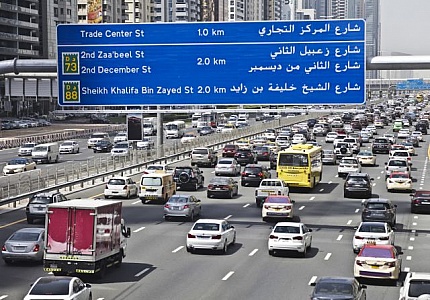 Trade Center St 1.0 km شارع المركز التجاري
2nd Zaa'beel St شارع زعبيل الثاني
د 73 D 2.0 km
2nd December St شارع الثاني من ديسمبر
د 88 D Sheikh Khalifa Bin Zayed St 2.0 km شارع الشيخ خليفة بن زايد